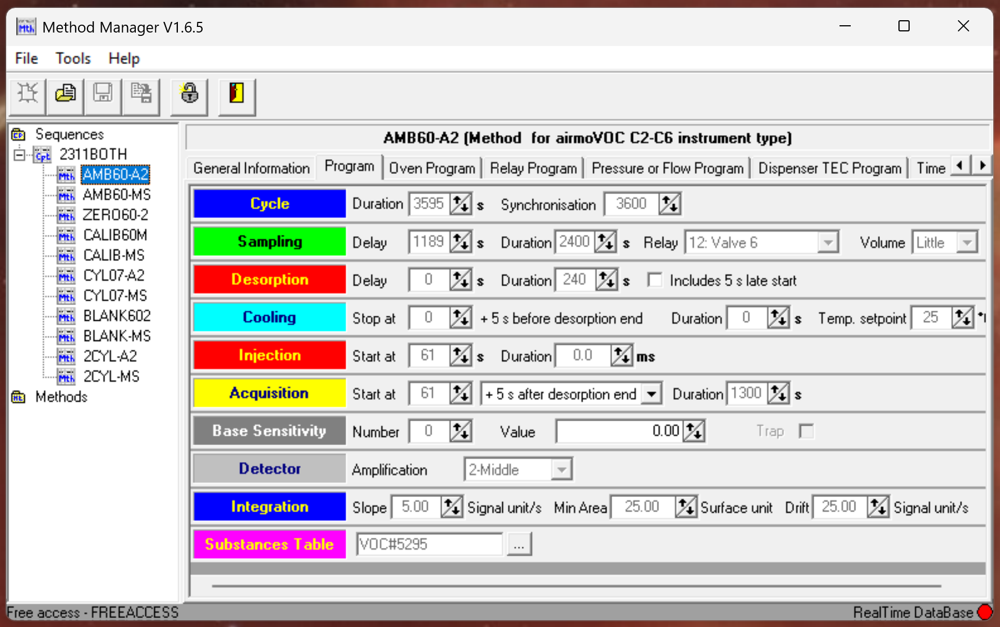 Method Manager V1.6.5
File Tools Help
Sequences
2311BOTH
AMB60-A2
AMB60-MS
ZERO60-2
CALIB60M
CALIB-MS
CYL07-A2
CYL07-MS
BLANK602
BLANK-MS
2CYL-A2
2CYL-MS
Methods
AMB60-A2 (Method for airmoVOC C2-C6 instrument type)
General Information Program Oven Program Relay Program Pressure or Flow Program Dispenser TEC Program Time
Cycle Duration 3595 s Synchronisation 3600
Sampling Delay 1189 s Duration 2400 s Relay 12: Valve 6 Volume Little
Desorption Delay 0 s Duration 240 s Includes 5 s late start
Cooling Stop at 0 + 5 s before desorption end Duration 0 s Temp. setpoint 25
Injection Start at 61 s Duration 0.0 ms
Acquisition Start at 61 + 5 s after desorption end Duration 1300 s
Base Sensitivity Number 0 Value 0.00 Trap
Detector Amplification 2-Middle
Integration Slope 5.00 Signal unit/s Min Area 25.00 Surface unit Drift 25.00 Signal unit/s
Substances Table VOC#5295 ...
Free access - FREEACCESS RealTime DataBase